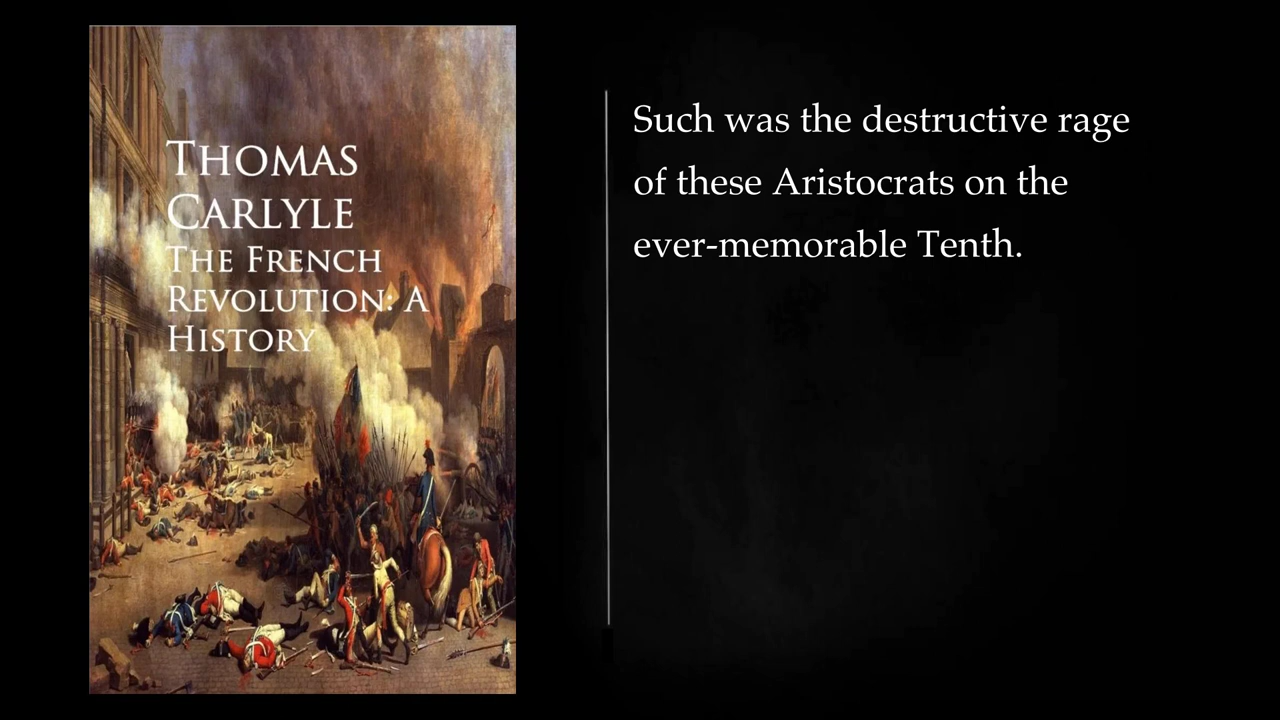 THOMAS
CARLYLE
THE FRENCH
REVOLUTION: A
HISTORY
Such was the destructive rage
of these Aristocrats on the
ever-memorable Tenth.